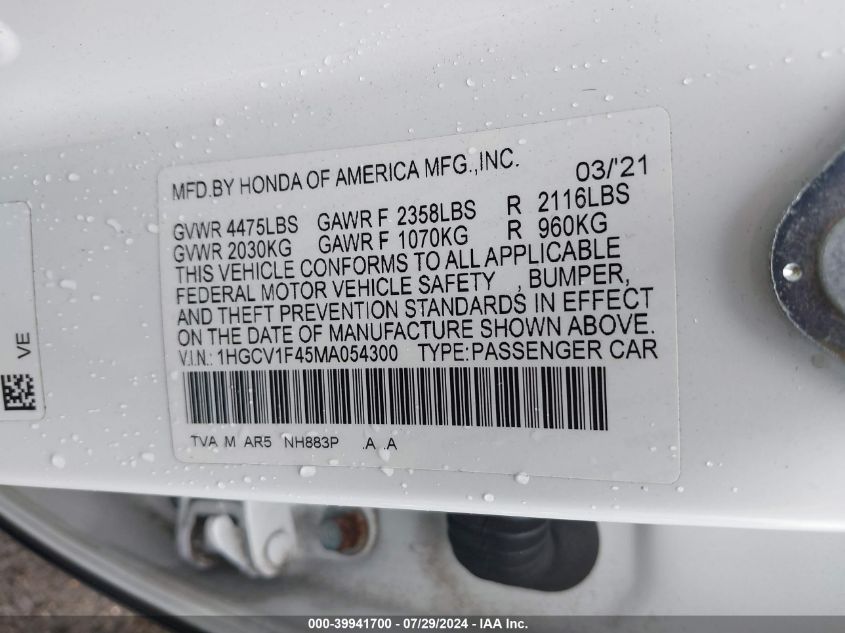 MFD.BY HONDA OF AMERICA MFG.,INC. 03/'21
GVWR 4475LBS GAWR F 2358LBS R 2116LBS
GVWR 2030KG GAWR F 1070KG R 960KG
THIS VEHICLE CONFORMS TO ALL APPLICABLE
FEDERAL MOTOR VEHICLE SAFETY , BUMPER,
AND THEFT PREVENTION STANDARDS IN EFFECT
ON THE DATE OF MANUFACTURE SHOWN ABOVE.
V.I.N.: 1HGCV1F45MA054300 TYPE:PASSENGER CAR
TVA M AR5 NH883P .A .A
VE
000-39941700 - 07/29/2024 - IAA Inc.